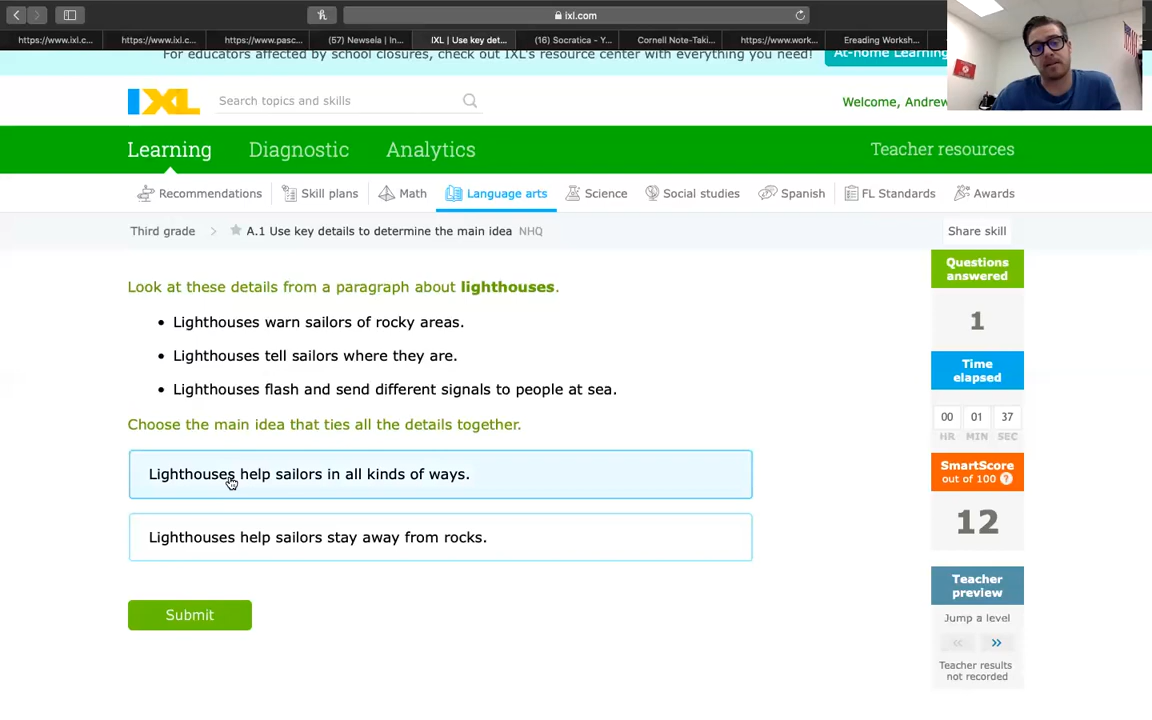 ixl.com
https://www.ixl.c...
https://www.ixl.c...
https://www.pasc...
(57) Newsela | In...
IXL | Use key det...
(16) Socratica - Y...
Cornell Note-Taki...
https://www.work...
Ereading Worksh...
For educators affected by school closures, check out IXL's resource center with everything you need!
At-home Learning
IXL
Search topics and skills
Welcome, Andrew
Learning
Diagnostic
Analytics
Teacher resources
Recommendations
Skill plans
Math
Language arts
Science
Social studies
Spanish
FL Standards
Awards
Third grade > A.1 Use key details to determine the main idea NHQ
Share skill
Look at these details from a paragraph about lighthouses.
• Lighthouses warn sailors of rocky areas.
• Lighthouses tell sailors where they are.
• Lighthouses flash and send different signals to people at sea.
Choose the main idea that ties all the details together.
Lighthouses help sailors in all kinds of ways.
Lighthouses help sailors stay away from rocks.
Submit
Questions
answered
1
Time
elapsed
00 01 37
HR MIN SEC
SmartScore
out of 100 ?
12
Teacher
preview
Jump a level
<< >>
Teacher results
not recorded